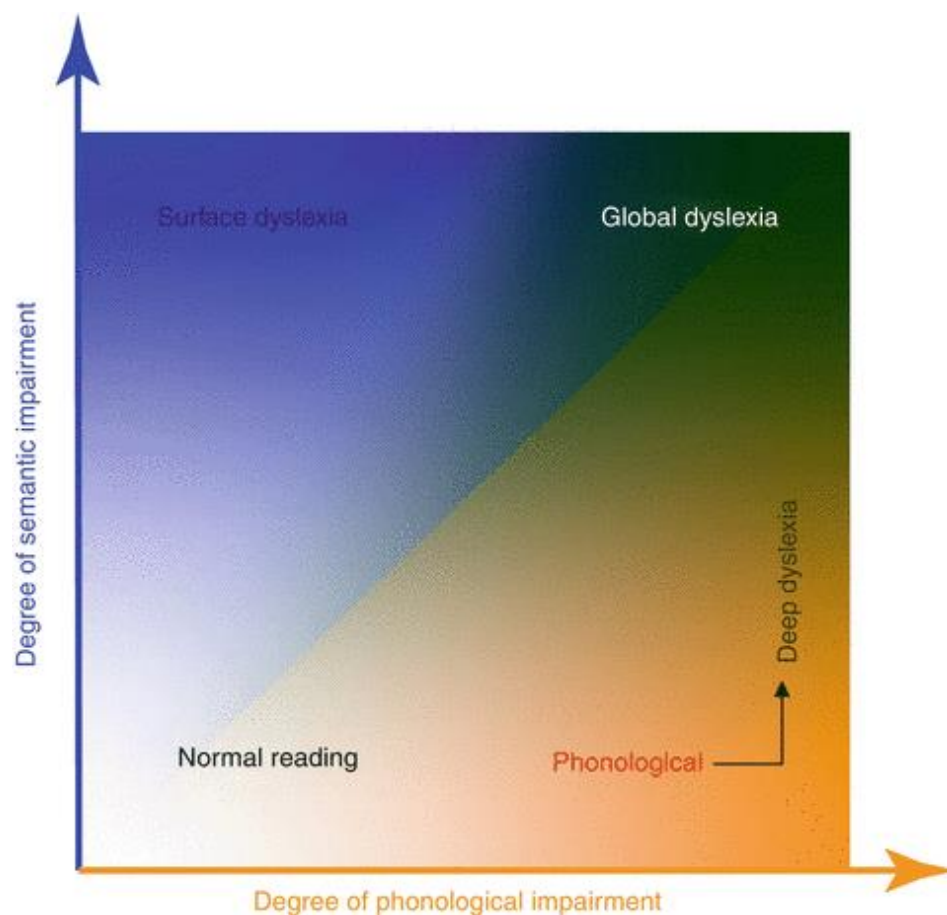 Surface dyslexia
Global dyslexia
Degree of semantic impairment
Deep dyslexia
Normal reading
Phonological
Degree of phonological impairment